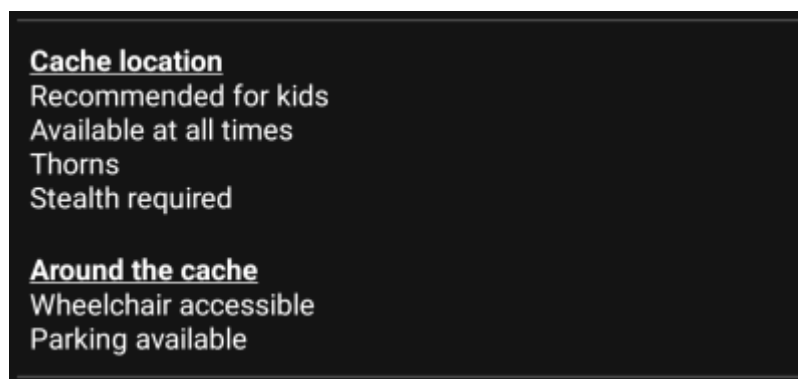 Cache location
Recommended for kids
Available at all times
Thorns
Stealth required
Around the cache
Wheelchair accessible
Parking available